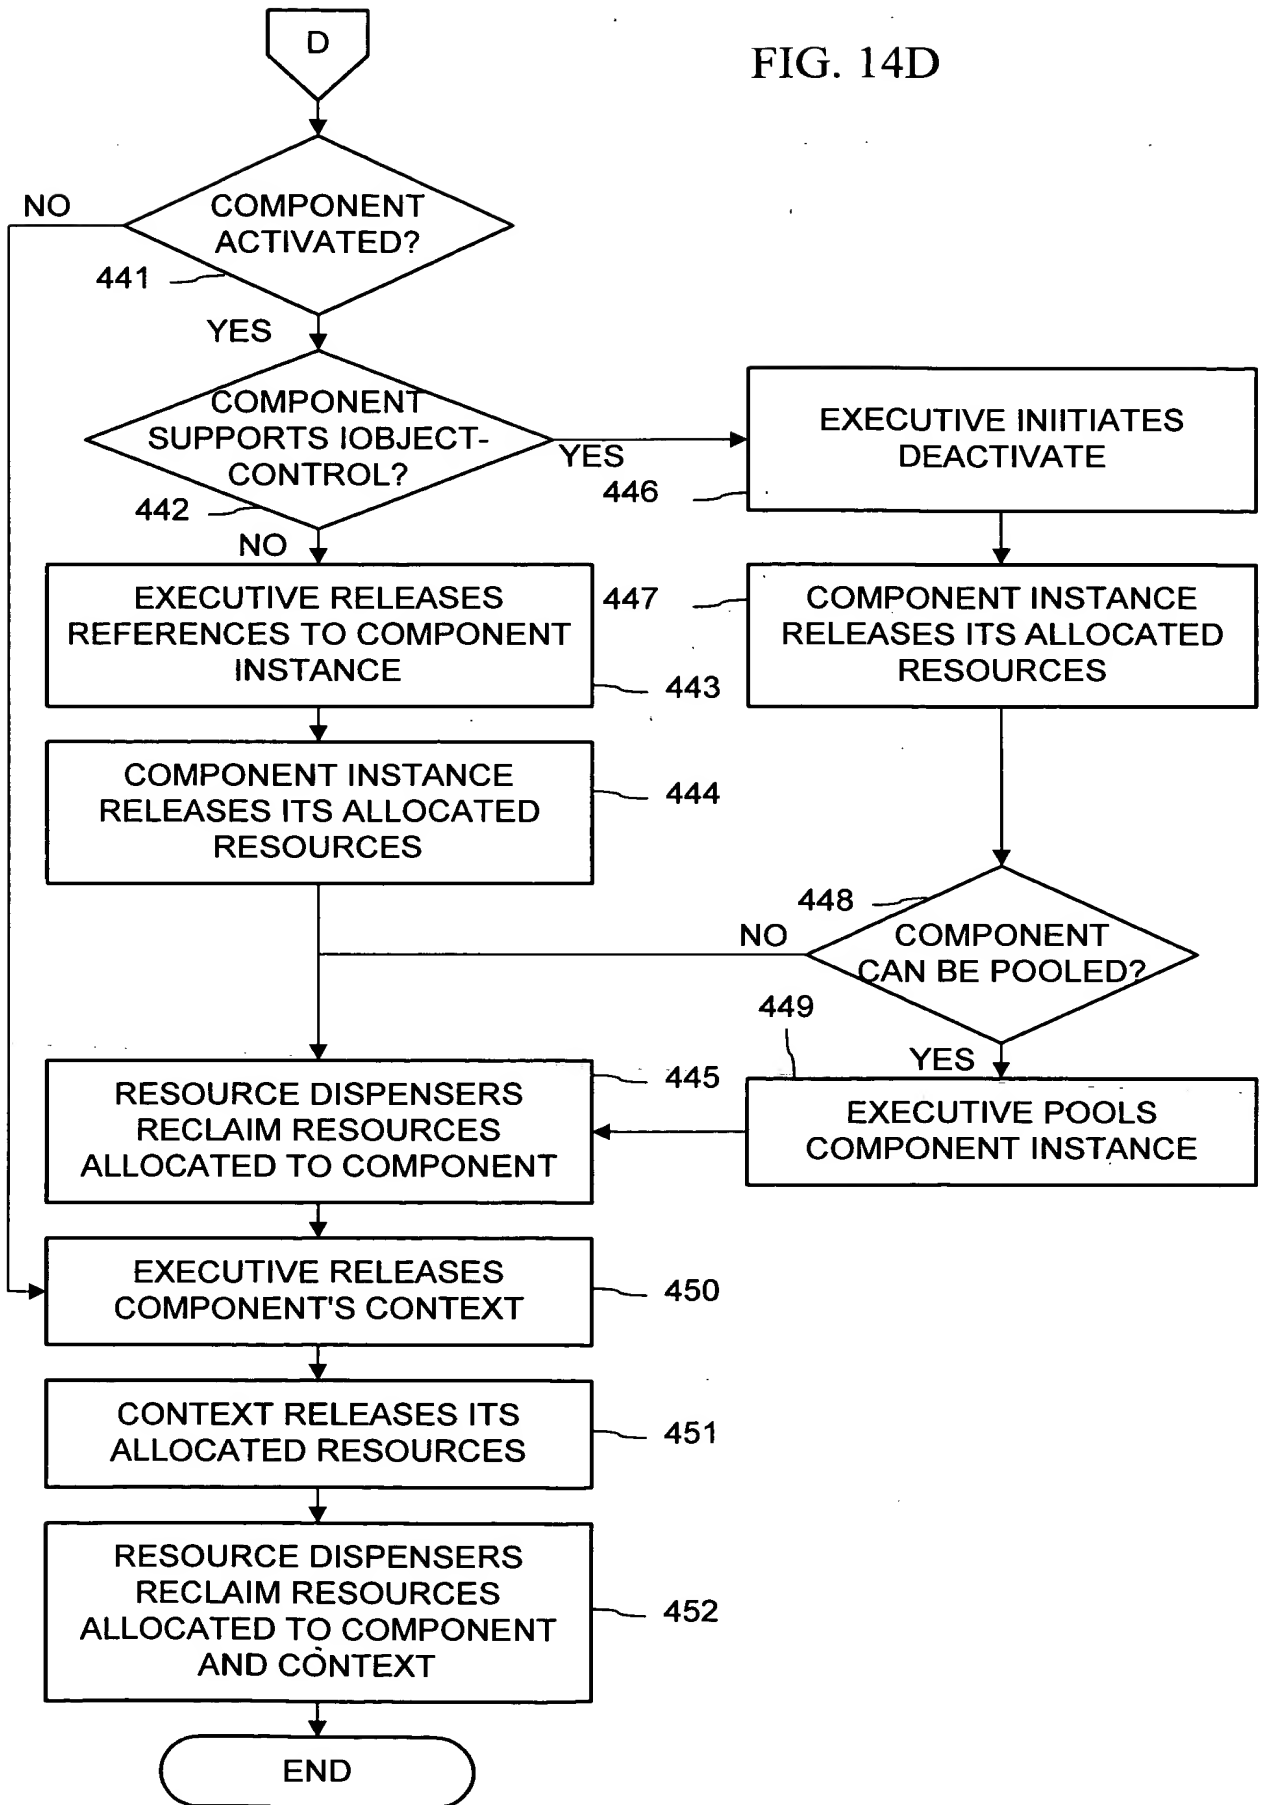 D
FIG. 14D
COMPONENT
ACTIVATED?
NO
441
YES
COMPONENT
SUPPORTS IOBJECT-
CONTROL?
442
YES
NO
EXECUTIVE INIITIATES
DEACTIVATE
446
EXECUTIVE RELEASES
REFERENCES TO COMPONENT
INSTANCE
443
447
COMPONENT INSTANCE
RELEASES ITS ALLOCATED
RESOURCES
COMPONENT INSTANCE
RELEASES ITS ALLOCATED
RESOURCES
444
448
COMPONENT
CAN BE POOLED?
NO
YES
449
EXECUTIVE POOLS
COMPONENT INSTANCE
RESOURCE DISPENSERS
RECLAIM RESOURCES
ALLOCATED TO COMPONENT
445
EXECUTIVE RELEASES
COMPONENT'S CONTEXT
450
CONTEXT RELEASES ITS
ALLOCATED RESOURCES
451
RESOURCE DISPENSERS
RECLAIM RESOURCES
ALLOCATED TO COMPONENT
AND CONTEXT
452
END